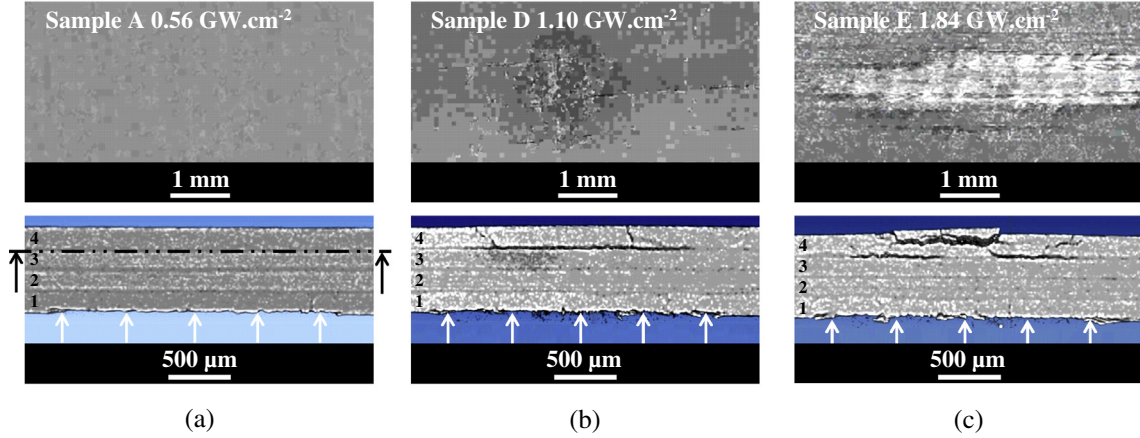 Sample A 0.56 GW.cm-2
Sample D 1.10 GW.cm-2
Sample E 1.84 GW.cm-2
1 mm
1 mm
1 mm
4
3
2
1
4
3
2
1
4
3
2
1
500 µm
500 µm
500 µm
(a)
(b)
(c)